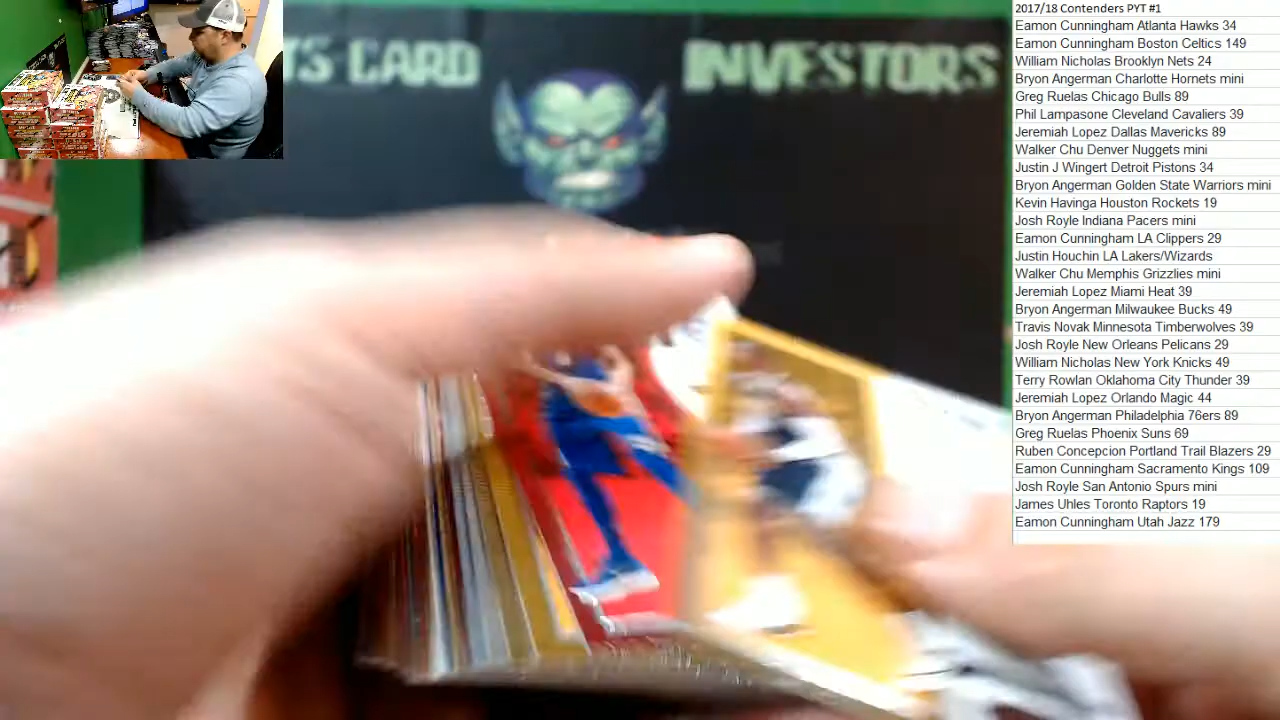 TS CARD INVESTORS
2017/18 Contenders PYT #1
Eamon Cunningham Atlanta Hawks 34
Eamon Cunningham Boston Celtics 149
William Nicholas Brooklyn Nets 24
Bryon Angerman Charlotte Hornets mini
Greg Ruelas Chicago Bulls 89
Phil Lampasone Cleveland Cavaliers 39
Jeremiah Lopez Dallas Mavericks 89
Walker Chu Denver Nuggets mini
Justin J Wingert Detroit Pistons 34
Bryon Angerman Golden State Warriors mini
Kevin Havinga Houston Rockets 19
Josh Royle Indiana Pacers mini
Eamon Cunningham LA Clippers 29
Justin Houchin LA Lakers/Wizards
Walker Chu Memphis Grizzlies mini
Jeremiah Lopez Miami Heat 39
Bryon Angerman Milwaukee Bucks 49
Travis Novak Minnesota Timberwolves 39
Josh Royle New Orleans Pelicans 29
William Nicholas New York Knicks 49
Terry Rowlan Oklahoma City Thunder 39
Jeremiah Lopez Orlando Magic 44
Bryon Angerman Philadelphia 76ers 89
Greg Ruelas Phoenix Suns 69
Ruben Concepcion Portland Trail Blazers 29
Eamon Cunningham Sacramento Kings 109
Josh Royle San Antonio Spurs mini
James Uhles Toronto Raptors 19
Eamon Cunningham Utah Jazz 179